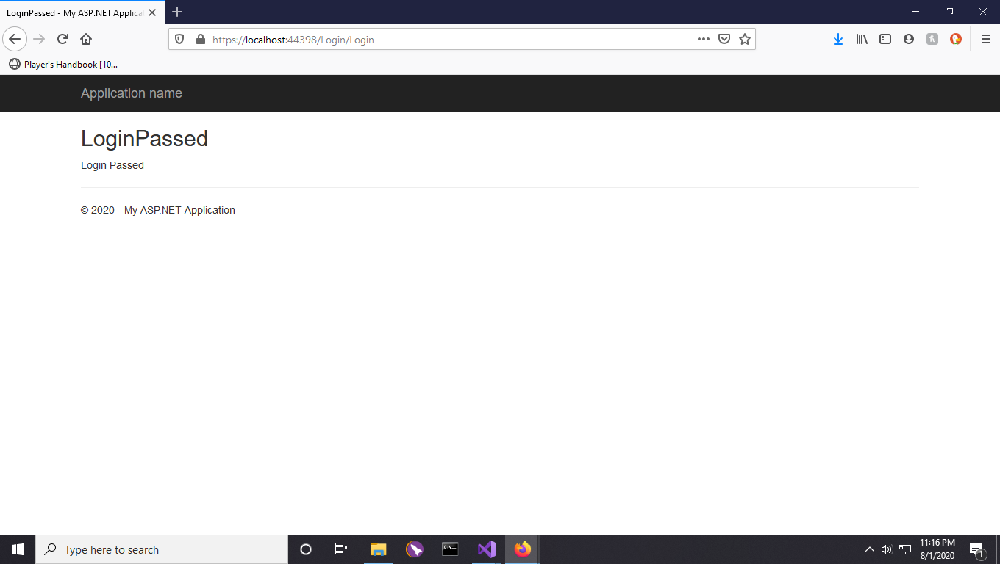 LoginPassed - My ASP.NET Applica
https://localhost:44398/Login/Login
Player's Handbook [10...
Application name
LoginPassed
Login Passed
© 2020 - My ASP.NET Application
Type here to search
11:16 PM
8/1/2020
1